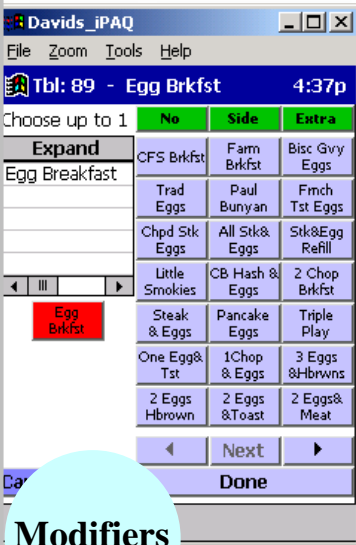 Davids_iPAQ
File Zoom Tools Help
Tbl: 89 - Egg Brkfst 4:37p
Choose up to 1 No Side Extra
Expand
Egg Breakfast
Egg
Brkfst
CFS Brkfst Farm Brkfst Bisc Gvy Eggs
Trad Eggs Paul Bunyan Frnch Tst Eggs
Chpd Stk Eggs All Stk& Eggs Stk&Egg Refill
Little Smokies CB Hash & Eggs 2 Chop Brkfst
Steak & Eggs Pancake Eggs Triple Play
One Egg& Tst 1Chop & Eggs 3 Eggs &Hbrwns
2 Eggs Hbrown 2 Eggs &Toast 2 Eggs& Meat
Next
Done
Modifiers